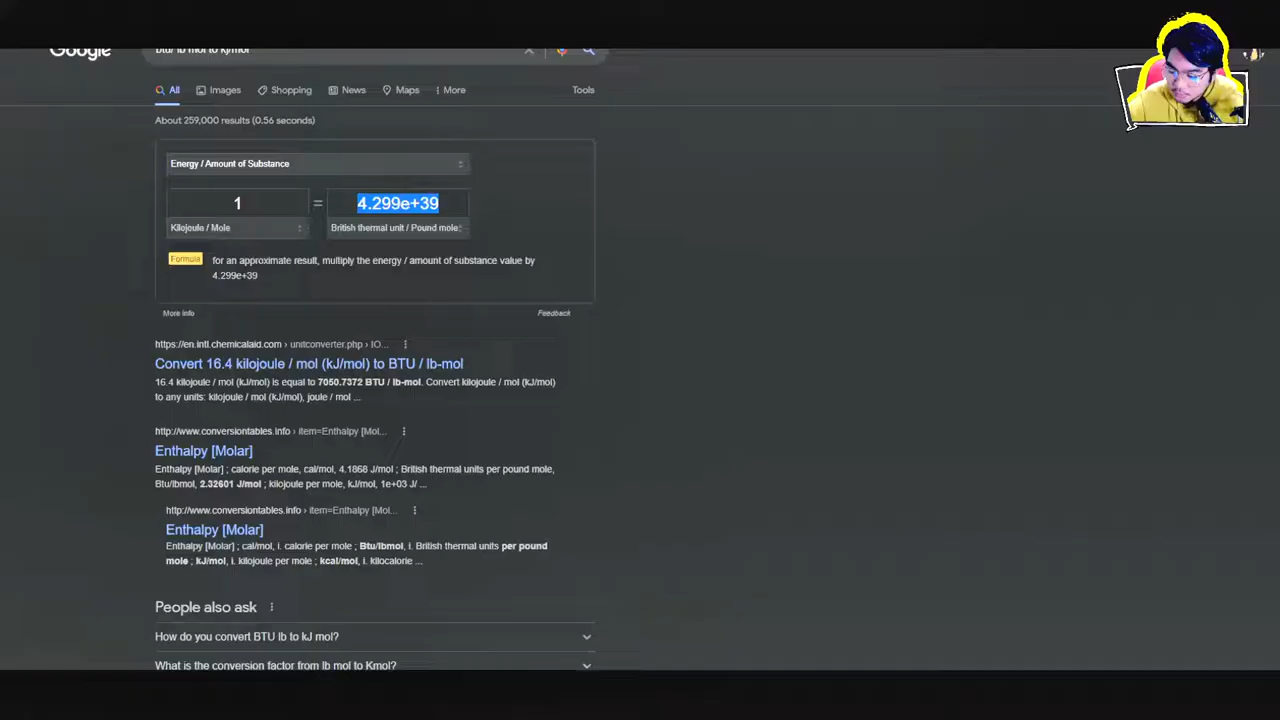 Google
btu/ lb mol to kj/mol
All
Images
Shopping
News
Maps
More
Tools
About 259,000 results (0.56 seconds)
Energy / Amount of Substance
1
=
4.299e+39
Kilojoule / Mole
British thermal unit / Pound mole
Formula
for an approximate result, multiply the energy / amount of substance value by
4.299e+39
More info
Feedback
https://en.intl.chemicalaid.com › unitconverter.php › IO...
Convert 16.4 kilojoule / mol (kJ/mol) to BTU / lb-mol
16.4 kilojoule / mol (kJ/mol) is equal to 7050.7372 BTU / lb-mol. Convert kilojoule / mol (kJ/mol)
to any units: kilojoule / mol (kJ/mol), joule / mol ...
http://www.conversiontables.info › item=Enthalpy [Mol...
Enthalpy [Molar]
Enthalpy [Molar] ; calorie per mole, cal/mol, 4.1868 J/mol ; British thermal units per pound mole,
Btu/lbmol, 2.32601 J/mol ; kilojoule per mole, kJ/mol, 1e+03 J/ ...
http://www.conversiontables.info › item=Enthalpy [Mol...
Enthalpy [Molar]
Enthalpy [Molar] ; cal/mol, i. calorie per mole ; Btu/lbmol, i. British thermal units per pound
mole ; kJ/mol, i. kilojoule per mole ; kcal/mol, i. kilocalorie ...
People also ask
How do you convert BTU lb to kJ mol?
What is the conversion factor from lb mol to Kmol?